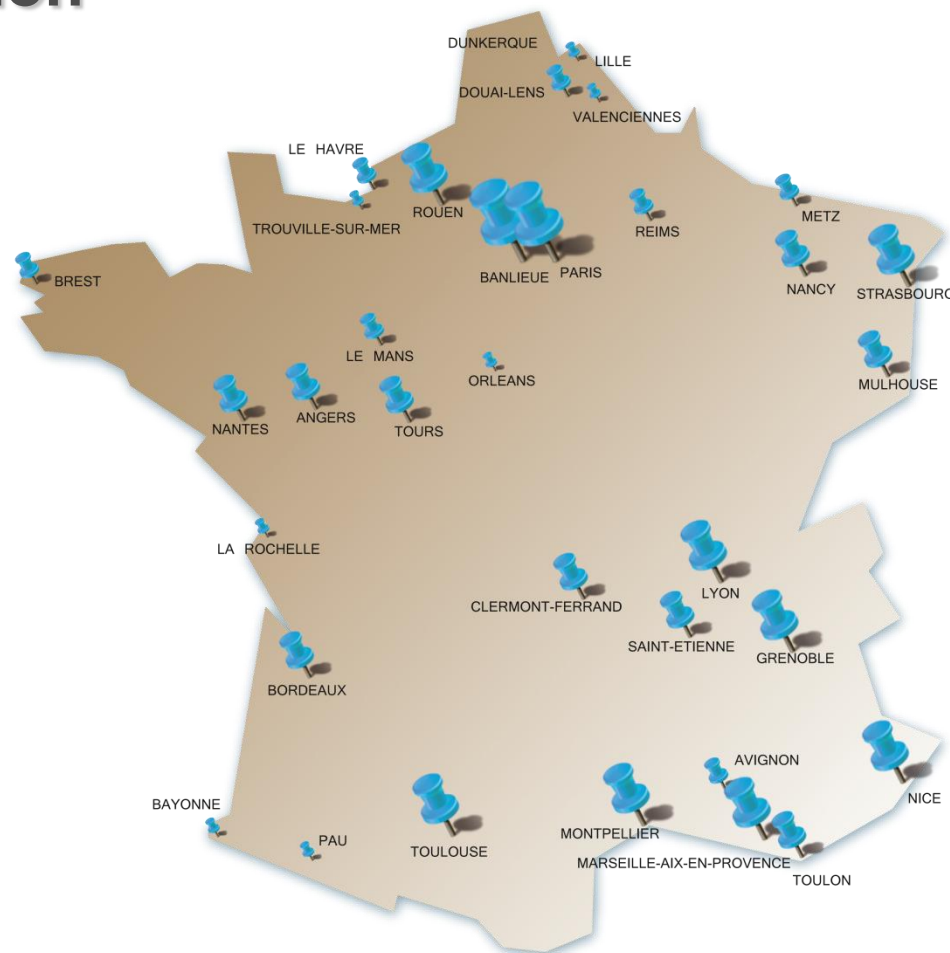 DUNKERQUE
LILLE
DOUAI-LENS
VALENCIENNES
LE HAVRE
ROUEN
TROUVILLE-SUR-MER
REIMS
METZ
BREST
BANLIEUE
PARIS
NANCY
STRASBOURG
LE MANS
ORLEANS
MULHOUSE
NANTES
ANGERS
TOURS
LA ROCHELLE
LYON
CLERMONT-FERRAND
SAINT-ETIENNE
GRENOBLE
BORDEAUX
AVIGNON
NICE
BAYONNE
PAU
TOULOUSE
MONTPELLIER
MARSEILLE-AIX-EN-PROVENCE
TOULON